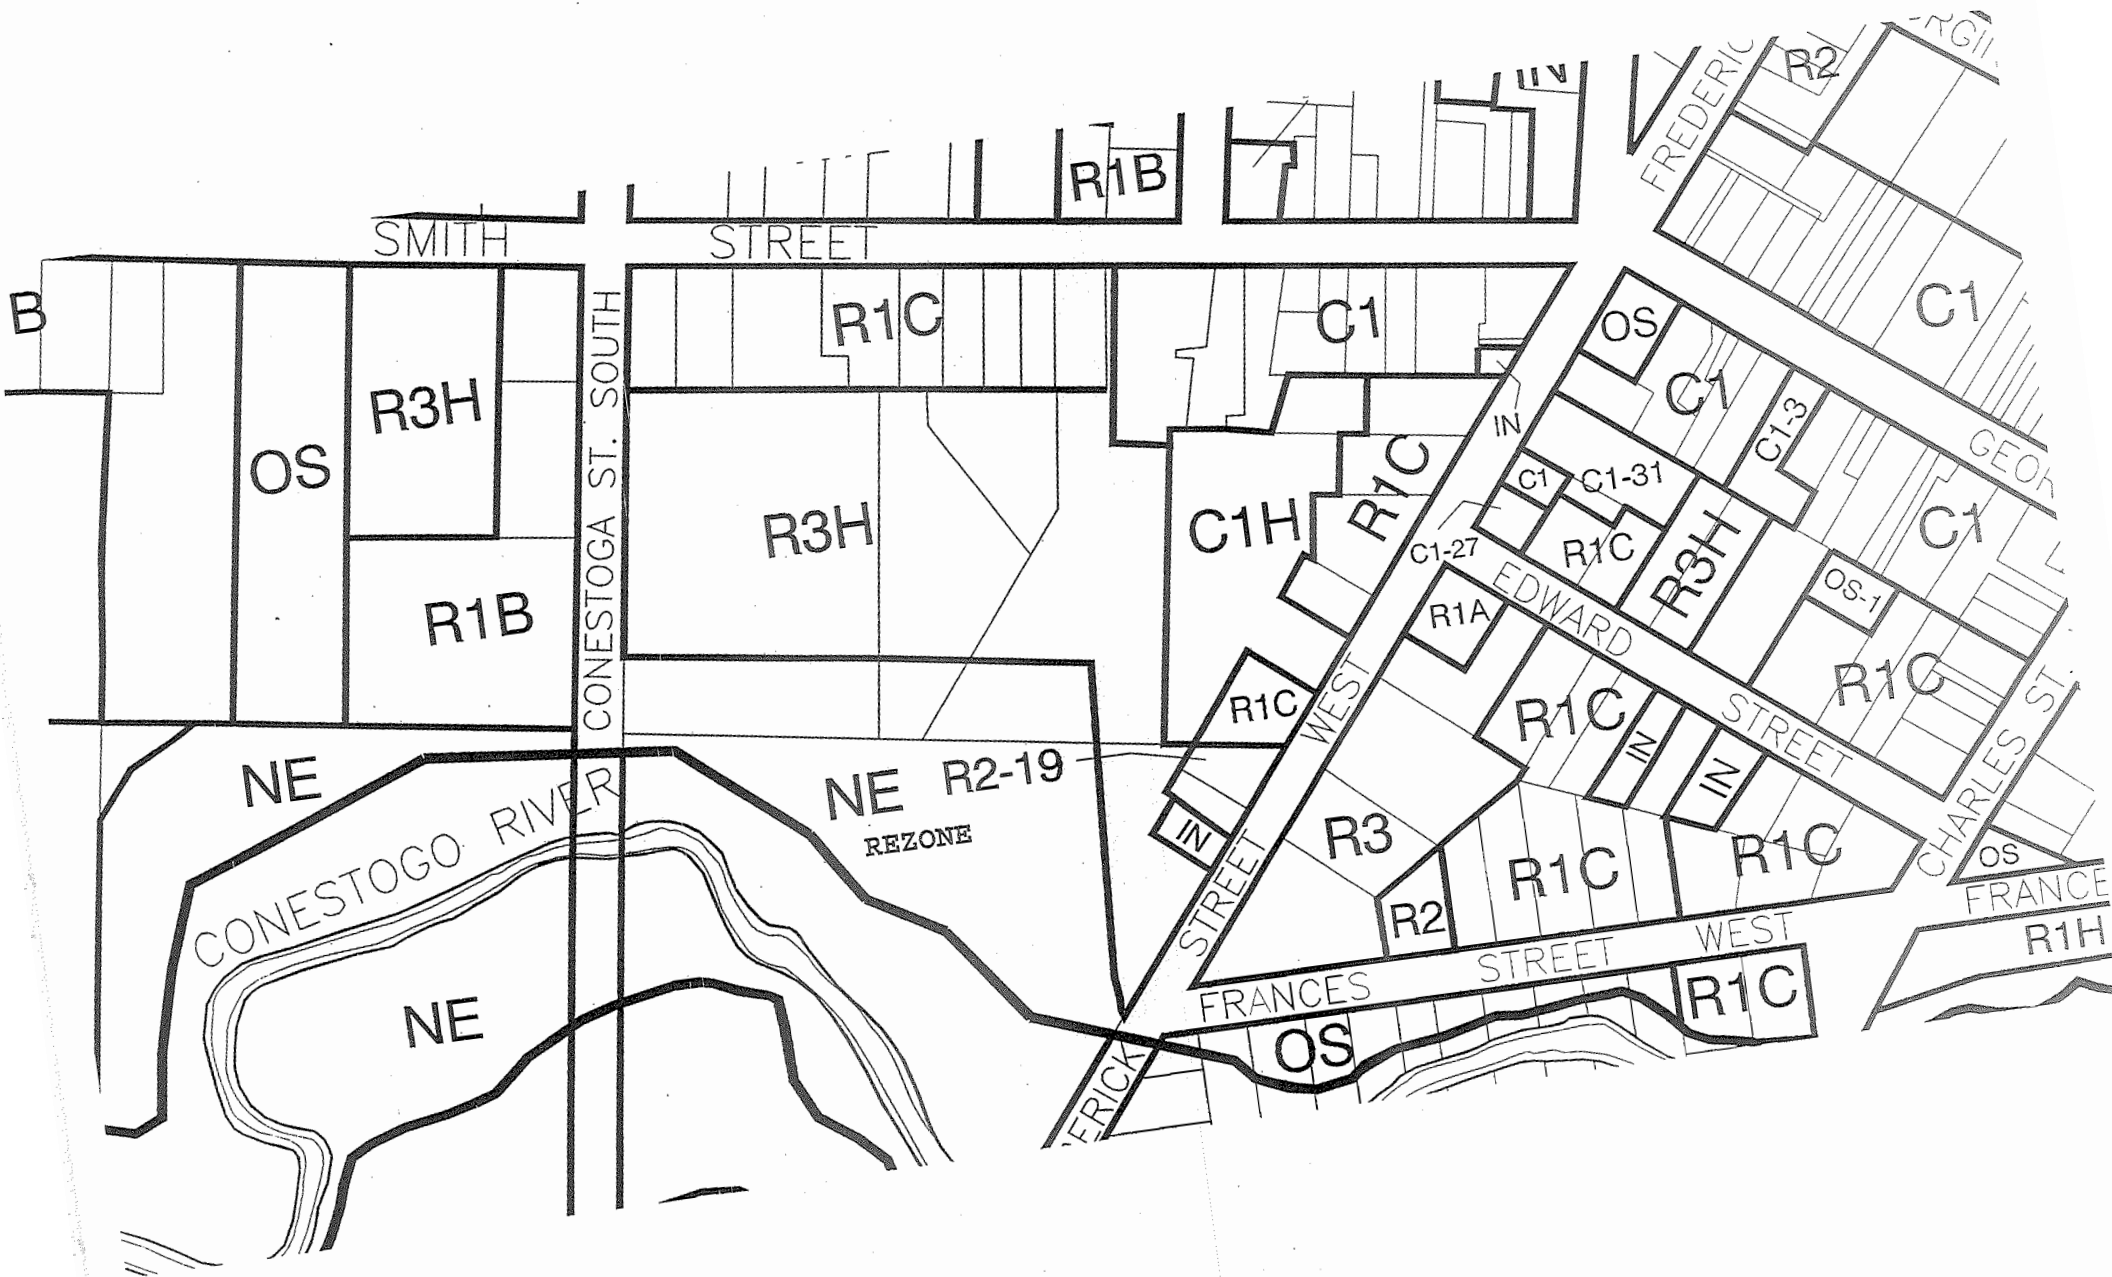 R2
FREDERIC
IN
R1B
SMITH STREET
B
R1C
C1
OS
C1
C1
R3H
OS
R3H
R1B
CONESTOGA ST. SOUTH
C1H
R1C
IN
C1-3
GEOR
C1
C1-31
C1
R1C
R3H
C1-27
EDWARD STREET
OS-1
R1A
R1C
R1C
R1C
WEST
IN
IN
CHARLES ST.
NE
NE
REZONE
R2-19
IN
R3
R1C
R1C
OS
CONESTOGO RIVER
STREET
R2
FRANCE
R1H
FRANCES STREET WEST
NE
OS
R1C
ERICK